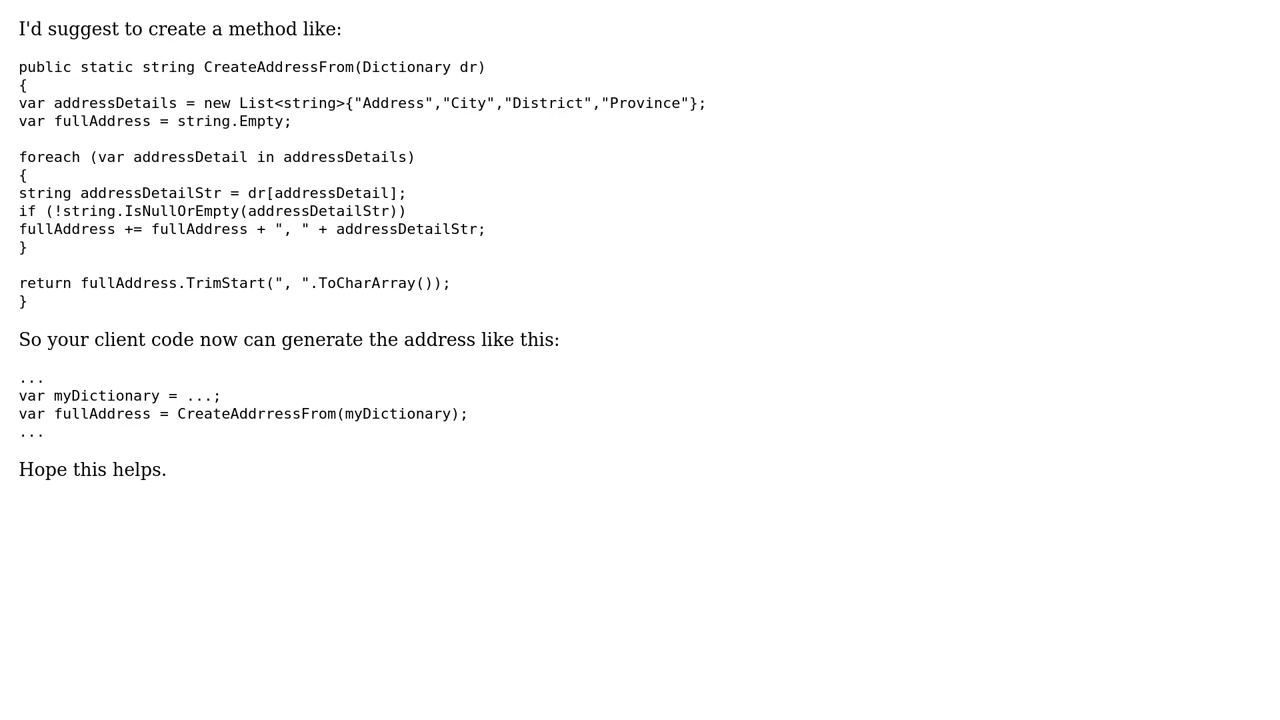 I'd suggest to create a method like:
public static string CreateAddressFrom(Dictionary dr)
{
var addressDetails = new List<string>{"Address","City","District","Province"};
var fullAddress = string.Empty;
foreach (var addressDetail in addressDetails)
{
string addressDetailStr = dr[addressDetail];
if (!string.IsNullOrEmpty(addressDetailStr))
fullAddress += fullAddress + ", " + addressDetailStr;
}
return fullAddress.TrimStart(", ".ToCharArray());
}
So your client code now can generate the address like this:
...
var myDictionary = ...;
var fullAddress = CreateAddrressFrom(myDictionary);
...
Hope this helps.